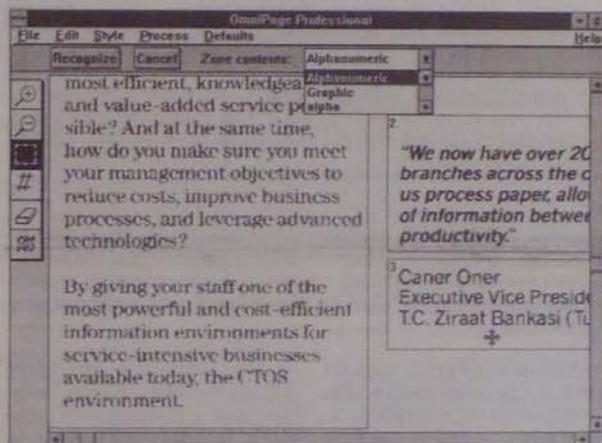 OmniPage Professional
File Edit Style Process Defaults Help
Recognize Cancel Zone contents: Alphanumeric
Alphanumeric
Graphic
alpha
most efficient, knowledgea
and value-added service p
sible? And at the same time,
how do you make sure you meet
your management objectives to
reduce costs, improve business
processes, and leverage advanced
technologies?
By giving your staff one of the
most powerful and cost-efficient
information environments for
service-intensive businesses
available today, the CTOS
environment.
2
"We now have over 20
branches across the c
us process paper, allo
of information betwee
productivity."
3
Caner Oner
Executive Vice Preside
T.C. Ziraat Bankasi (Tu
#